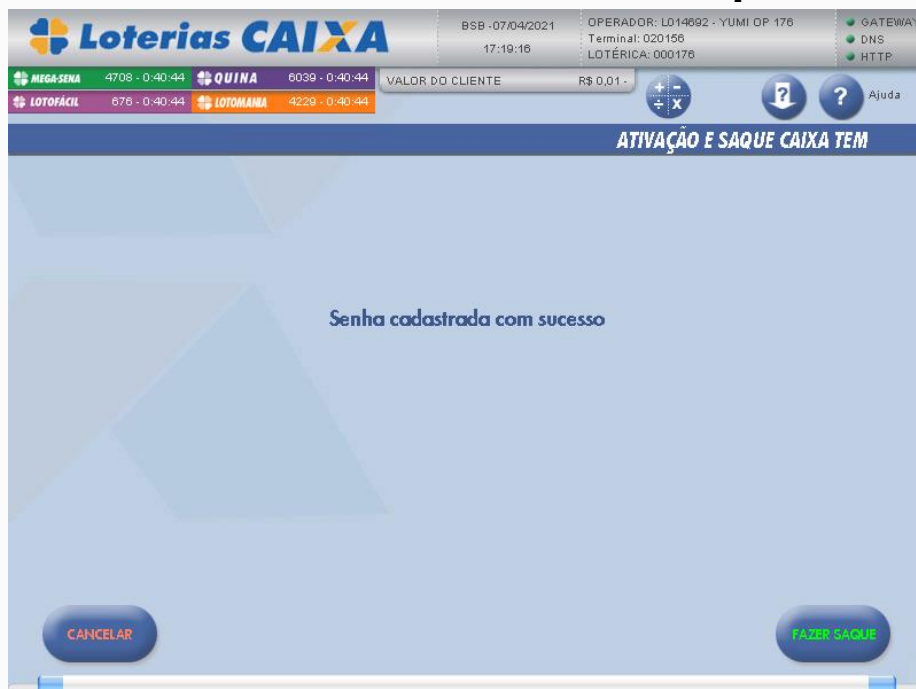 Loterias CAIXA
BSB - 07/04/2021
17:19:16
OPERADOR: L014692 - YUMI OP 176
Terminal: 020156
LOTÉRICA: 000176
GATEWAY
DNS
HTTP
MEGA-SENA 4708 - 0:40:44 QUINA 6039 - 0:40:44
LOTOFÁCIL 676 - 0:40:44 LOTOMANIA 4229 - 0:40:44
VALOR DO CLIENTE R$ 0,01 -
+ - ÷ x
?
?
Ajuda
ATIVAÇÃO E SAQUE CAIXA TEM
Senha cadastrada com sucesso
CANCELAR
FAZER SAQUE